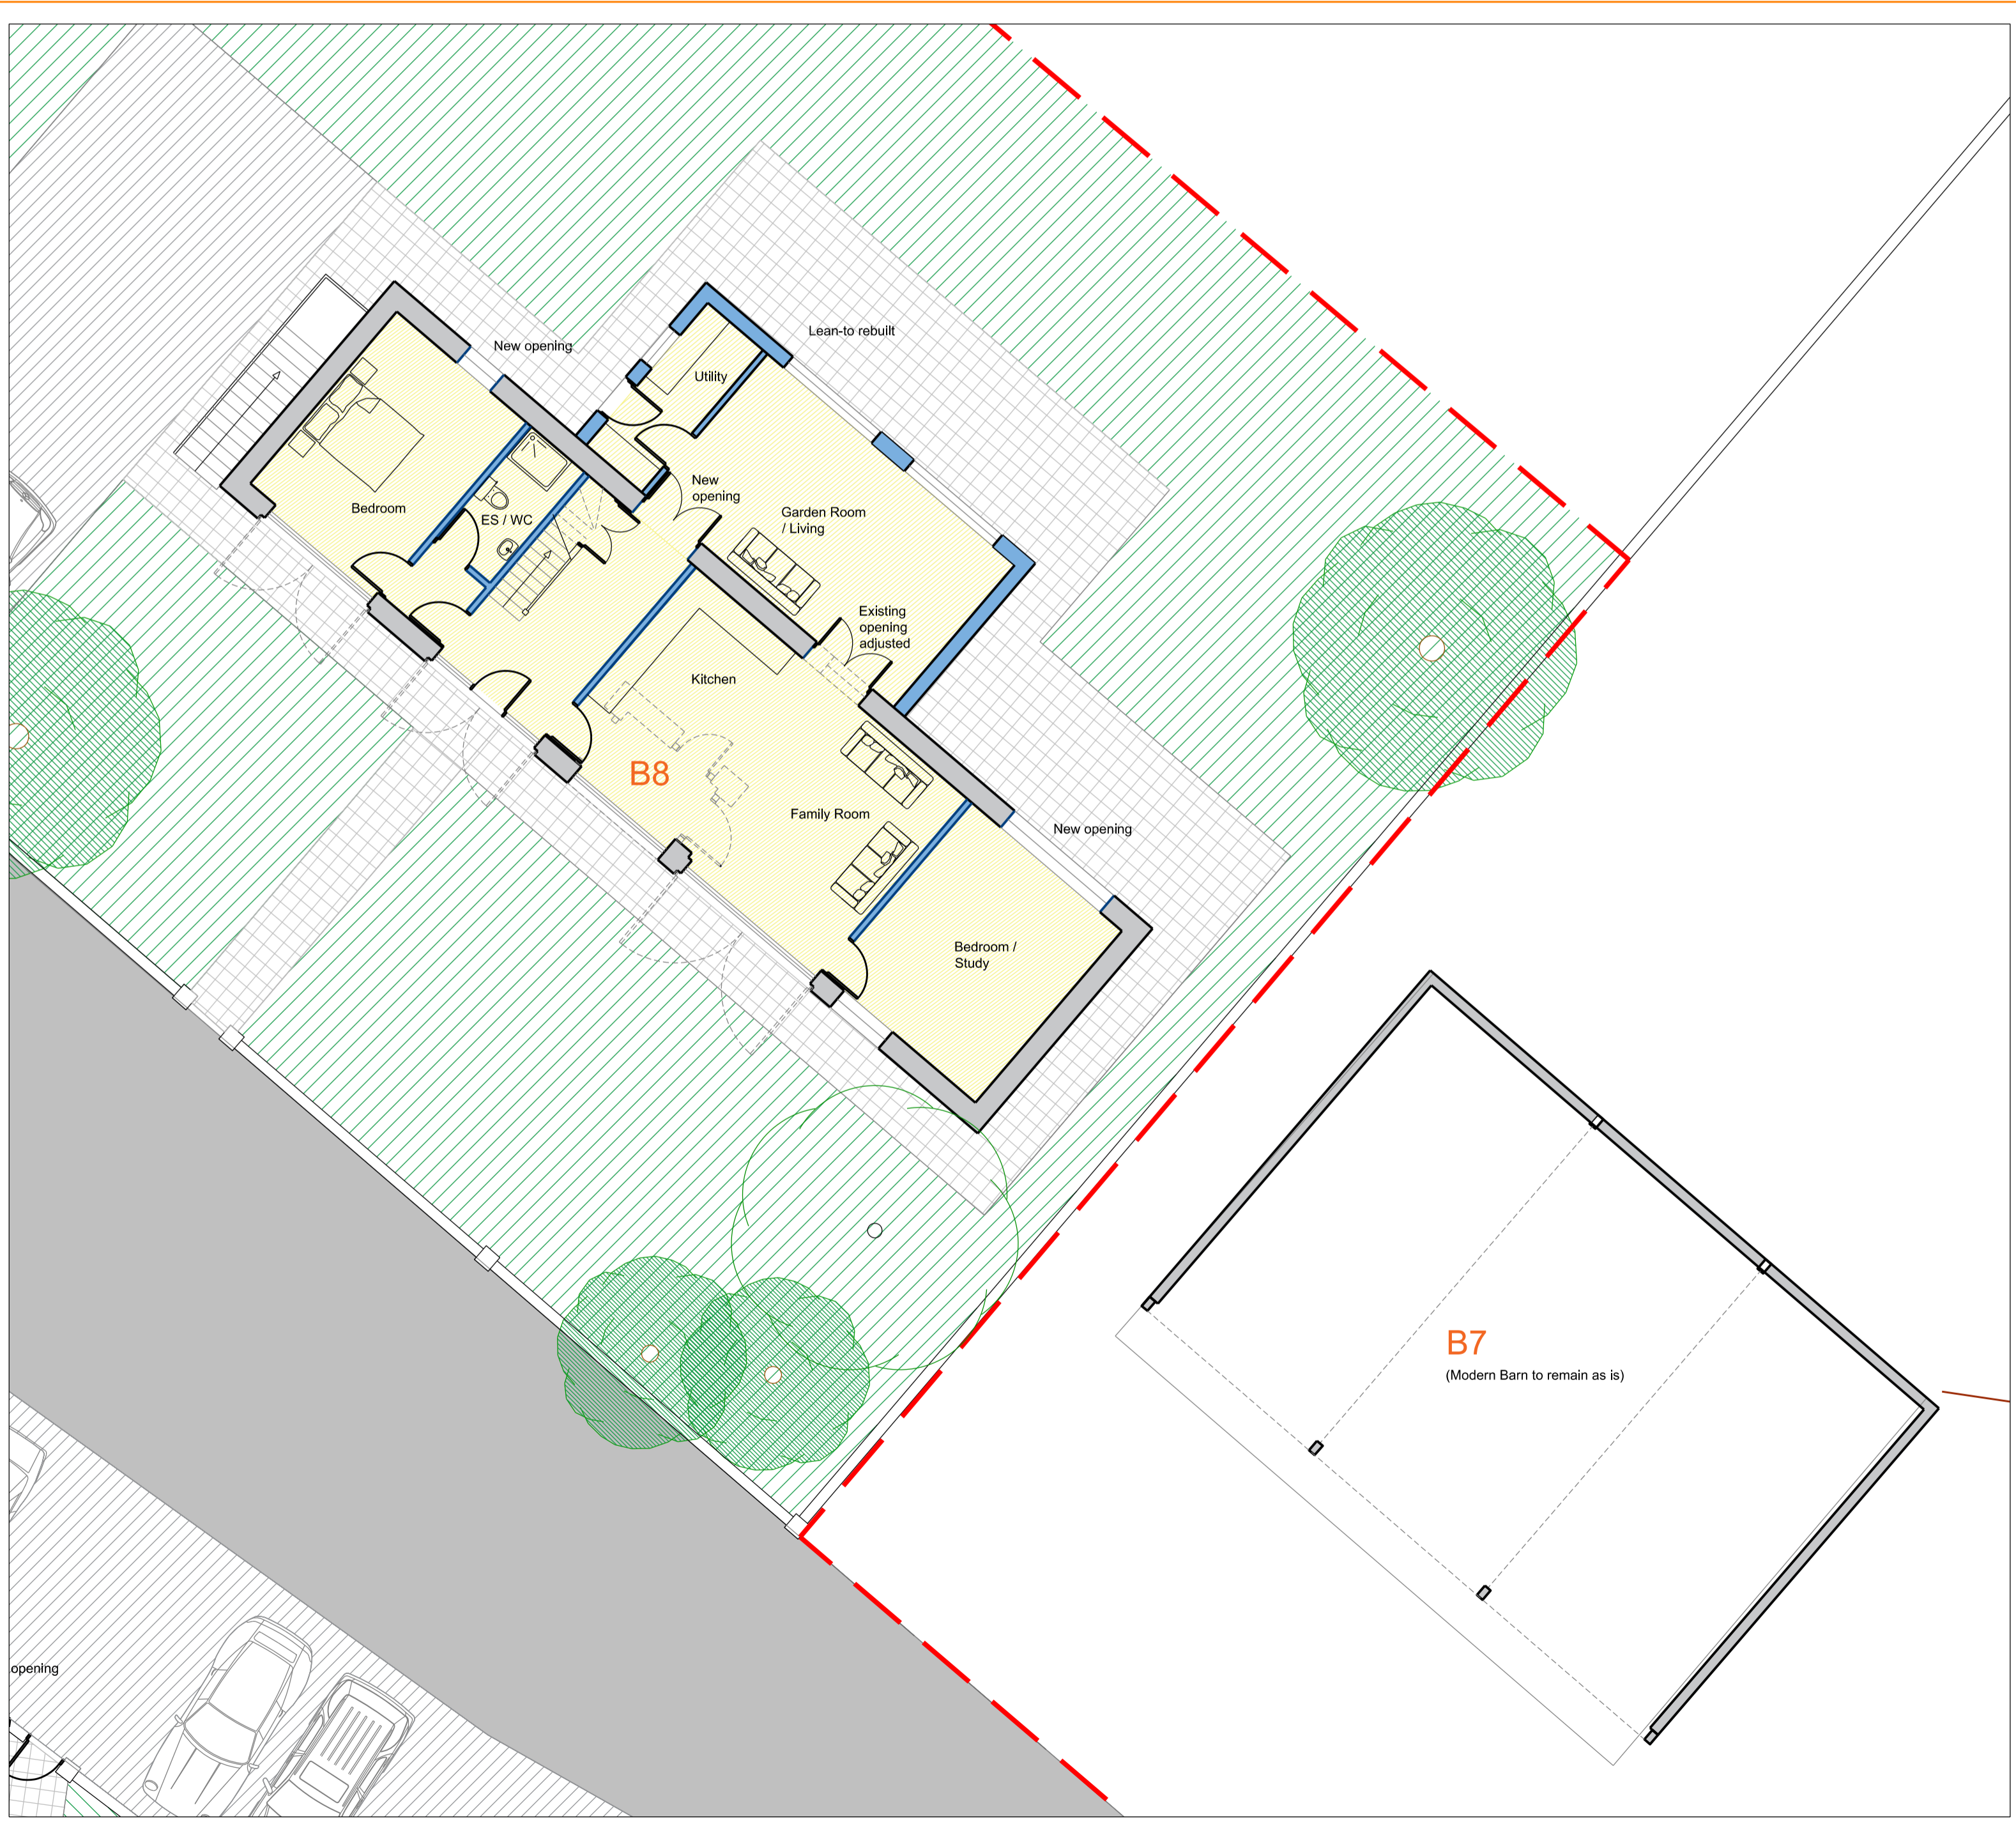 Lean-to rebuilt
New opening
Utility
New
opening
Bedroom
ES / WC
Garden Room
/ Living
Existing
opening
adjusted
Kitchen
B8
Family Room
New opening
Bedroom /
Study
B7
(Modern Barn to remain as is)
opening